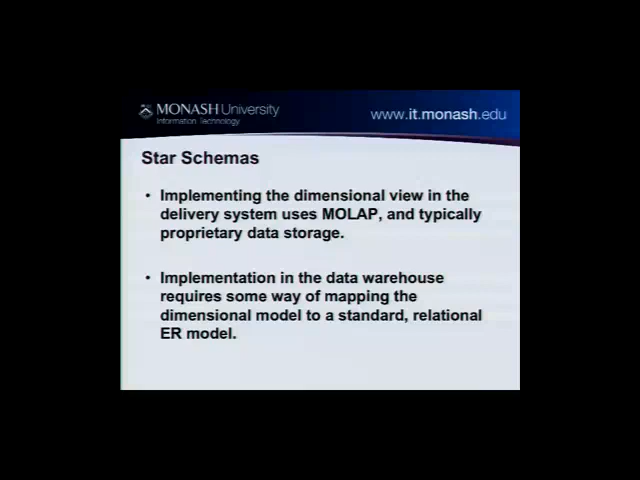 MONASH University
Information Technology
www.it.monash.edu
Star Schemas
• Implementing the dimensional view in the
delivery system uses MOLAP, and typically
proprietary data storage.
• Implementation in the data warehouse
requires some way of mapping the
dimensional model to a standard, relational
ER model.